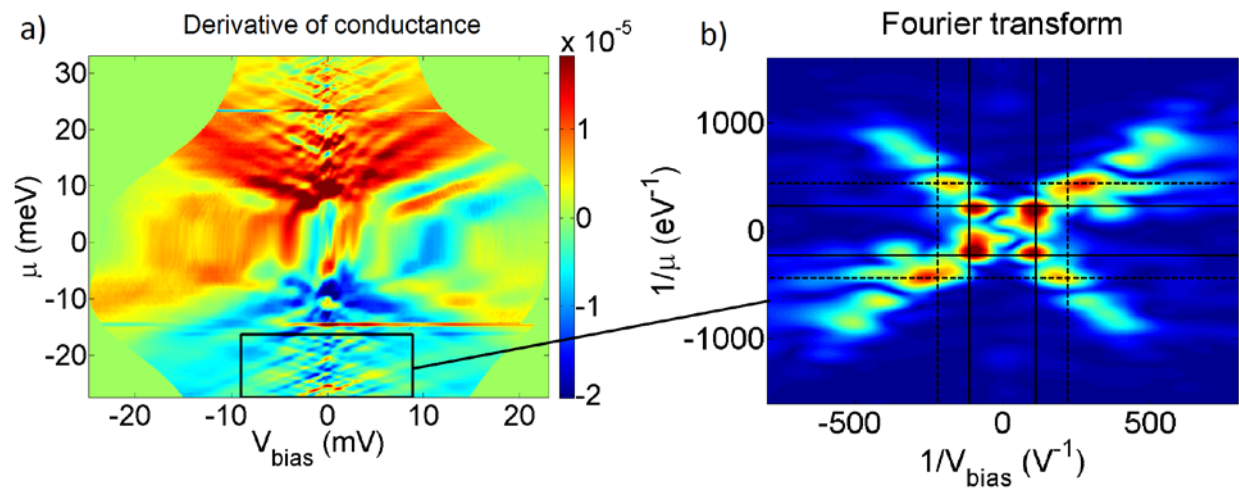 a)
Derivative of conductance
x 10^-5
30
20
10
0
-10
-20
μ (meV)
-20
-10
0
10
20
V_bias (mV)
1
0
-1
-2
b)
Fourier transform
1000
500
0
-1000
1/μ (eV^-1)
-500
0
500
1/V_bias (V^-1)